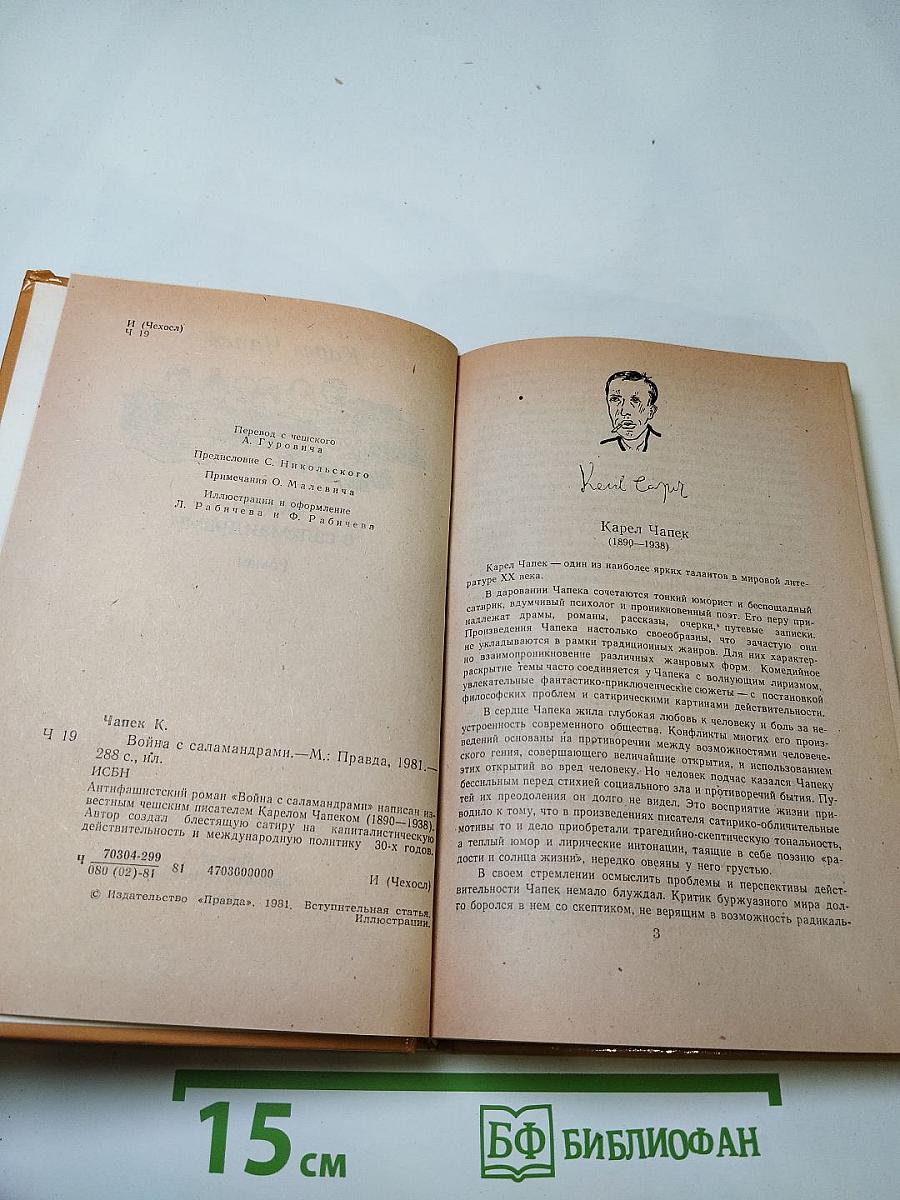 И (Чехосл)
Ч 19
Перевод с чешского
А. Гуровича
Предисловие С. Никольского
Примечания О. Малевича
Иллюстрации и оформление
Л. Рабичева и Ф. Рабичева
Чапек К.
Ч 19
Война с саламандрами.—М.: Правда, 1981.—
288 с., ил.
ИСБН
Антифашистский роман «Война с саламандрами» написан из-
вестным чешским писателем Карелом Чапеком (1890—1938).
Автор создал блестящую сатиру на капиталистическую
действительность и международную политику 30-х годов.
Ч 70304-299
080 (02)-81
81 4703000000
И (Чехосл)
© Издательство «Правда». 1981. Вступительная статья.
Иллюстрации.
Карел Чапек
(1890—1938)
Карел Чапек — один из наиболее ярких талантов в мировой лите-
ратуре XX века.
В даровании Чапека сочетаются тонкий юморист и беспощадный
сатирик, вдумчивый психолог и проникновенный поэт. Его перу при-
надлежат драмы, романы, рассказы, очерки, путевые записки.
Произведения Чапека настолько своеобразны, что зачастую они
не укладываются в рамки традиционных жанров. Для них характер-
но взаимопроникновение различных жанровых форм. Комедийное
раскрытие темы часто соединяется у Чапека с волнующим лиризмом,
увлекательные фантастико-приключенческие сюжеты — с постановкой
философских проблем и сатирическими картинами действительности.
В сердце Чапека жила глубокая любовь к человеку и боль за не-
устроенность современного общества. Конфликты многих его произ-
ведений основаны на противоречии между возможностями человече-
ского гения, совершающего величайшие открытия, и использованием
этих открытий во вред человеку. Но человек подчас казался Чапеку
бессильным перед стихией социального зла и противоречий бытия. Пу-
тей их преодоления он долго не видел. Это восприятие жизни при-
водило к тому, что в произведениях писателя сатирико-обличительные
мотивы то и дело приобретали трагедийно-скептическую тональность,
а теплый юмор и лирические интонации, таящие в себе поэзию «ра-
дости и солнца жизни», нередко овеяны у него грустью.
В своем стремлении осмыслить проблемы и перспективы дейст-
вительности Чапек немало блуждал. Критик буржуазного мира дол-
го боролся в нем со скептиком, не верящим в возможность радикаль-
3
15 см
БФ БИБЛИОФАН